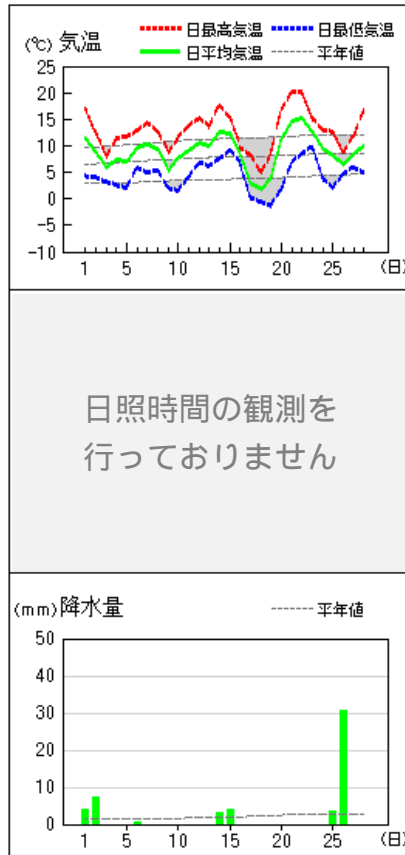 (℃) 気温
日最高気温 日最低気温
日平均気温 平年値
25
20
15
10
5
0
-5
-10
1 5 10 15 20 25 (日)
日照時間の観測を
行っておりません
(mm) 降水量 平年値
50
40
30
20
10
0
1 5 10 15 20 25 (日)